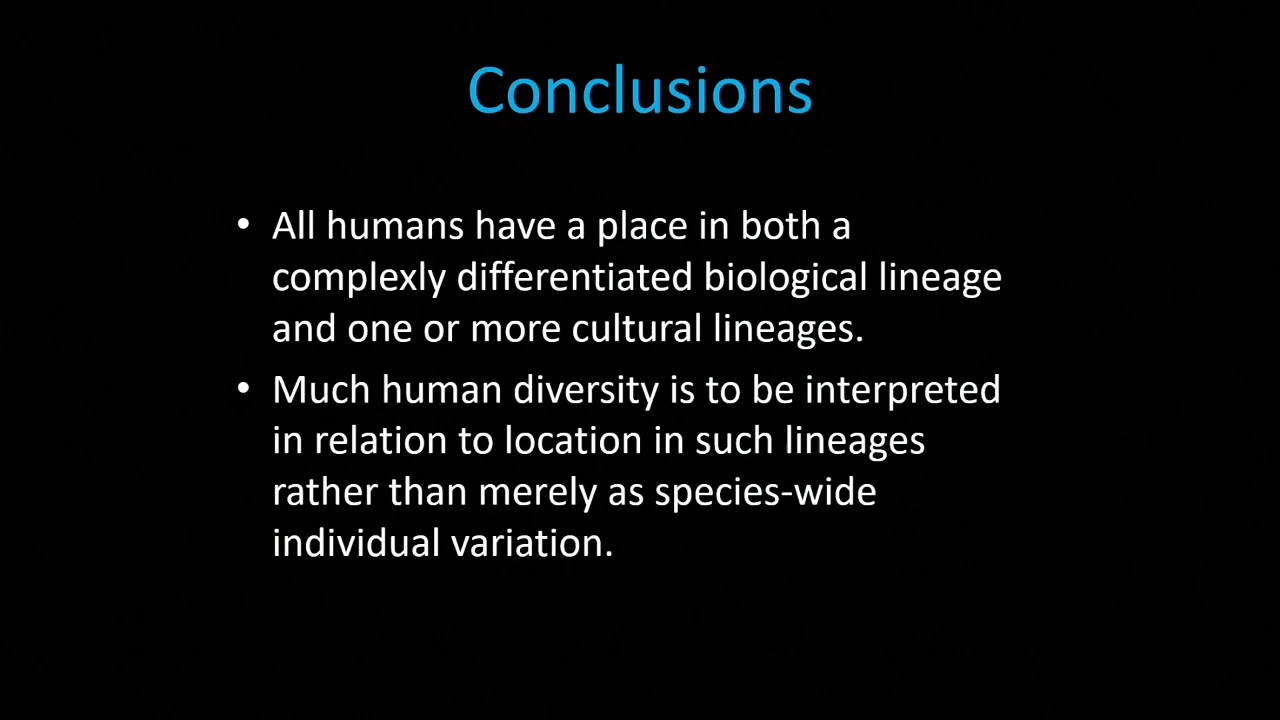 Conclusions
• All humans have a place in both a
complexly differentiated biological lineage
and one or more cultural lineages.
• Much human diversity is to be interpreted
in relation to location in such lineages
rather than merely as species-wide
individual variation.